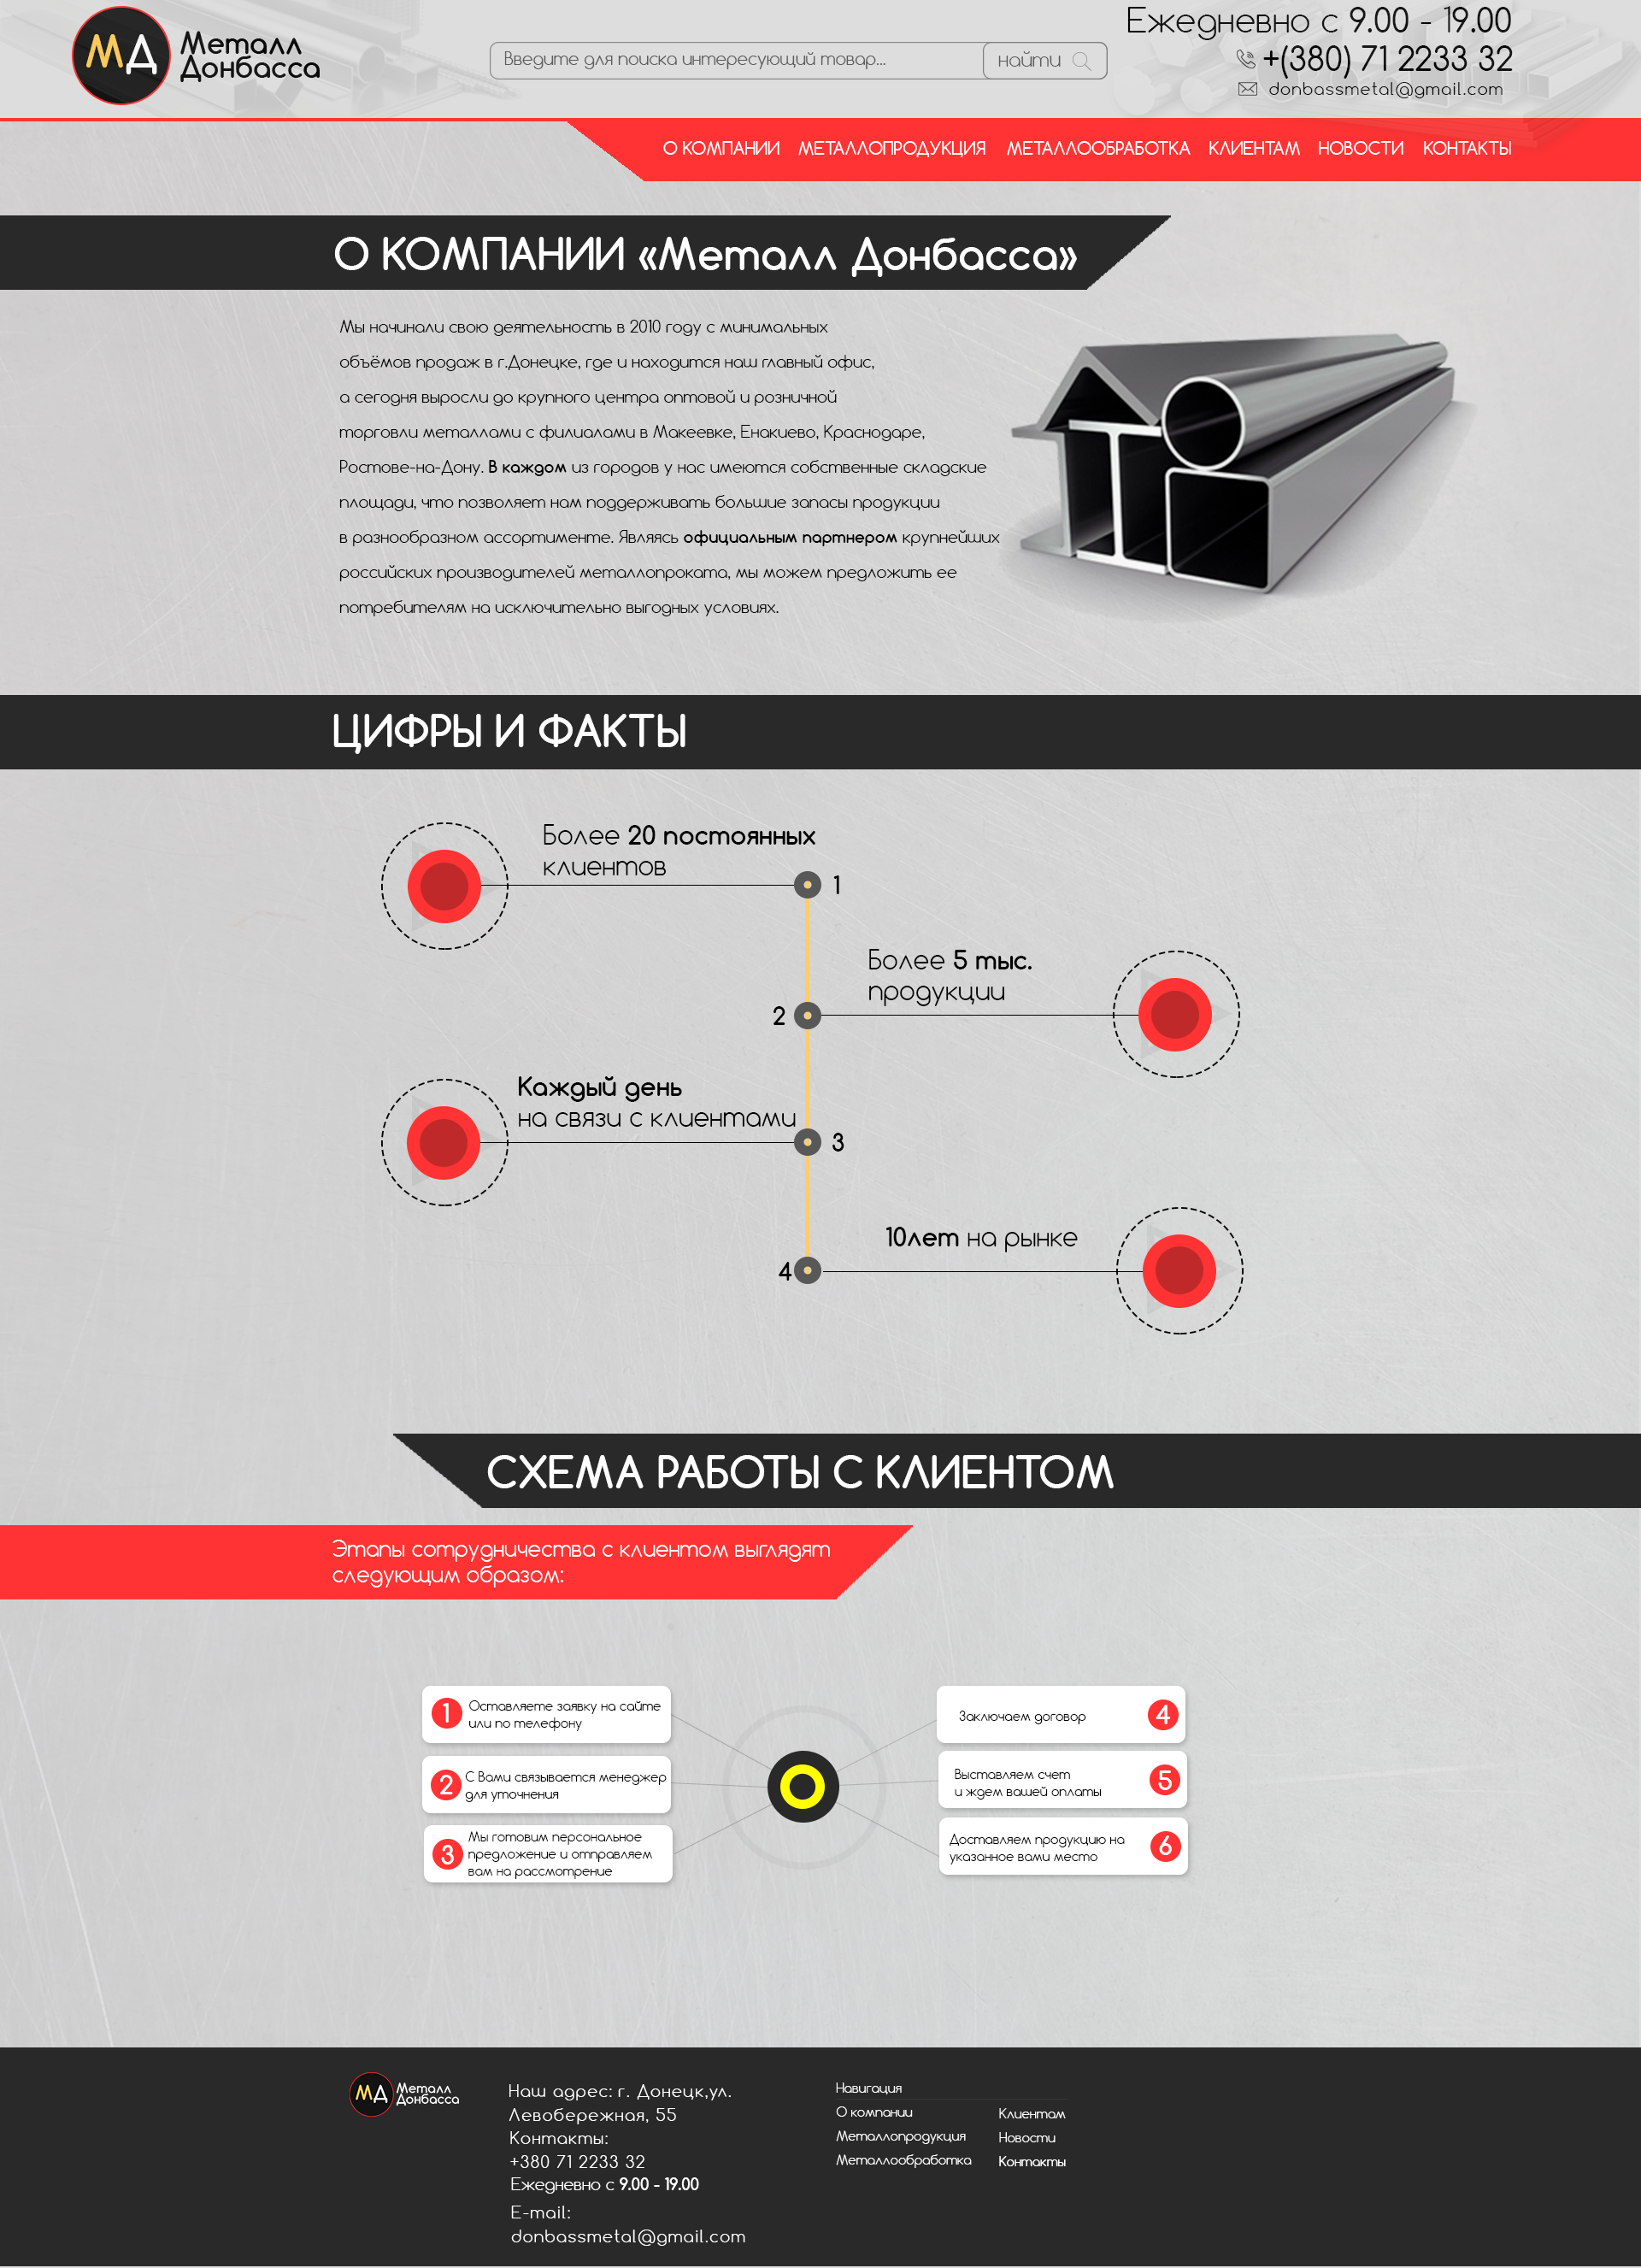 МД
Металл
Донбасса
Введите для поиска интересующий товар...
найти
Ежедневно с 9.00 - 19.00
+(380) 71 2233 32
donbassmetal@gmail.com
О КОМПАНИИ МЕТАЛЛОПРОДУКЦИЯ МЕТАЛЛООБРАБОТКА КЛИЕНТАМ НОВОСТИ КОНТАКТЫ
О КОМПАНИИ «Металл Донбасса»
Мы начинали свою деятельность в 2010 году с минимальных
объёмов продаж в г.Донецке, где и находится наш главный офис,
а сегодня выросли до крупного центра оптовой и розничной
торговли металлами с филиалами в Макеевке, Енакиево, Краснодаре,
Ростове-на-Дону. В каждом из городов у нас имеются собственные складские
площади, что позволяет нам поддерживать большие запасы продукции
в разнообразном ассортименте. Являясь официальным партнером крупнейших
российских производителей металлопроката, мы можем предложить ее
потребителям на исключительно выгодных условиях.
ЦИФРЫ И ФАКТЫ
Более 20 постоянных
клиентов
1
Более 5 тыс.
продукции
2
Каждый день
на связи с клиентами
3
10лет на рынке
4
СХЕМА РАБОТЫ С КЛИЕНТОМ
Этапы сотрудничества с клиентом выглядят
следующим образом:
1
Оставляете заявку на сайте
или по телефону
2
С Вами связывается менеджер
для уточнения
3
Мы готовим персональное
предложение и отправляем
вам на рассмотрение
Заключаем договор
4
Выставляем счет
и ждем вашей оплаты
5
Доставляем продукцию на
указанное вами место
6
МД
Металл
Донбасса
Наш адрес: г. Донецк,ул.
Левобережная, 55
Контакты:
+380 71 2233 32
Ежедневно с 9.00 - 19.00
E-mail:
donbassmetal@gmail.com
Навигация
О компании
Металлопродукция
Металлообработка
Клиентам
Новости
Контакты